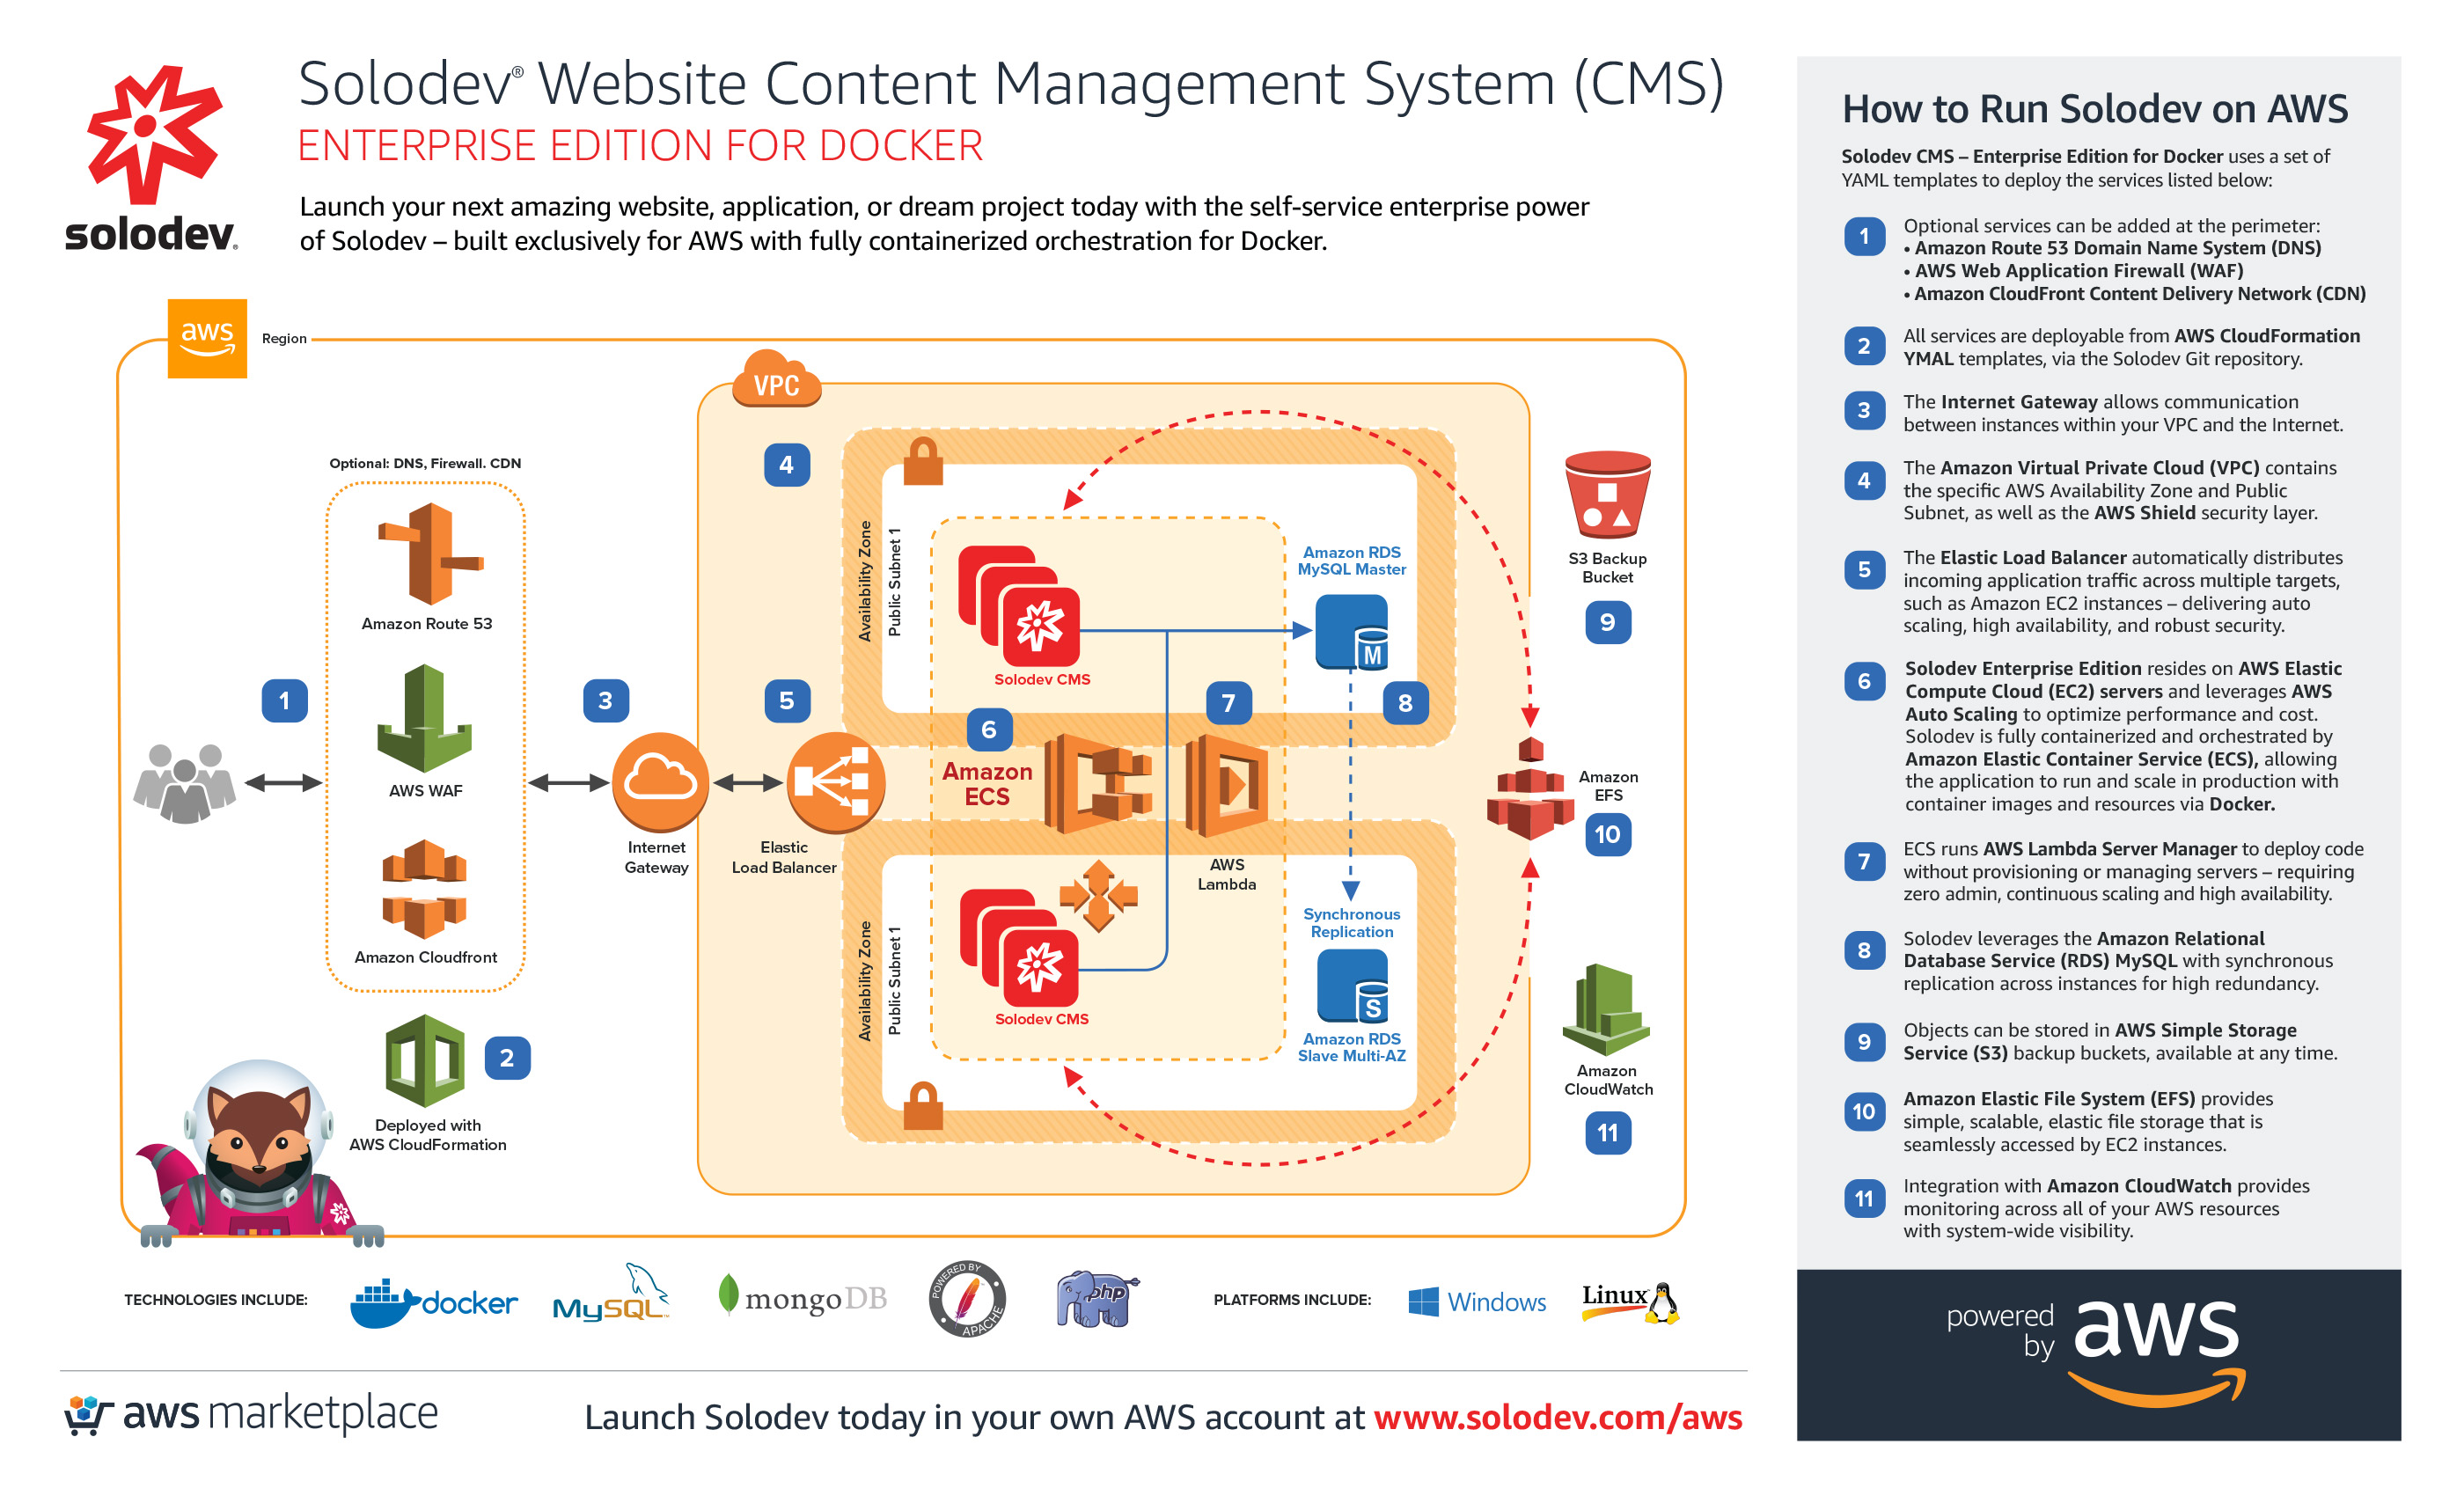 solodev
Solodev® Website Content Management System (CMS)
ENTERPRISE EDITION FOR DOCKER
Launch your next amazing website, application, or dream project today with the self-service enterprise power
of Solodev – built exclusively for AWS with fully containerized orchestration for Docker.
aws
Region
VPC
4
Optional: DNS, Firewall. CDN
Amazon Route 53
AWS WAF
Amazon Cloudfront
1
3
5
2
Deployed with
AWS CloudFormation
Internet
Gateway
Elastic
Load Balancer
Availability Zone
Public Subnet 1
Solodev CMS
Amazon RDS
MySQL Master
M
8
6
7
Amazon
ECS
AWS
Lambda
Availability Zone
Public Subnet 1
Solodev CMS
Synchronous
Replication
S
Amazon RDS
Slave Multi-AZ
S3 Backup
Bucket
9
Amazon
EFS
10
Amazon
CloudWatch
11
TECHNOLOGIES INCLUDE:
docker
MySQL
mongoDB
POWERED BY
APACHE
php
PLATFORMS INCLUDE:
Windows
Linux
aws marketplace
Launch Solodev today in your own AWS account at www.solodev.com/aws
How to Run Solodev on AWS
Solodev CMS – Enterprise Edition for Docker uses a set of
YAML templates to deploy the services listed below:
1
Optional services can be added at the perimeter:
• Amazon Route 53 Domain Name System (DNS)
• AWS Web Application Firewall (WAF)
• Amazon CloudFront Content Delivery Network (CDN)
2
All services are deployable from AWS CloudFormation
YMAL templates, via the Solodev Git repository.
3
The Internet Gateway allows communication
between instances within your VPC and the Internet.
4
The Amazon Virtual Private Cloud (VPC) contains
the specific AWS Availability Zone and Public
Subnet, as well as the AWS Shield security layer.
5
The Elastic Load Balancer automatically distributes
incoming application traffic across multiple targets,
such as Amazon EC2 instances – delivering auto
scaling, high availability, and robust security.
6
Solodev Enterprise Edition resides on AWS Elastic
Compute Cloud (EC2) servers and leverages AWS
Auto Scaling to optimize performance and cost.
Solodev is fully containerized and orchestrated by
Amazon Elastic Container Service (ECS), allowing
the application to run and scale in production with
container images and resources via Docker.
7
ECS runs AWS Lambda Server Manager to deploy code
without provisioning or managing servers – requiring
zero admin, continuous scaling and high availability.
8
Solodev leverages the Amazon Relational
Database Service (RDS) MySQL with synchronous
replication across instances for high redundancy.
9
Objects can be stored in AWS Simple Storage
Service (S3) backup buckets, available at any time.
10
Amazon Elastic File System (EFS) provides
simple, scalable, elastic file storage that is
seamlessly accessed by EC2 instances.
11
Integration with Amazon CloudWatch provides
monitoring across all of your AWS resources
with system-wide visibility.
powered
by
aws